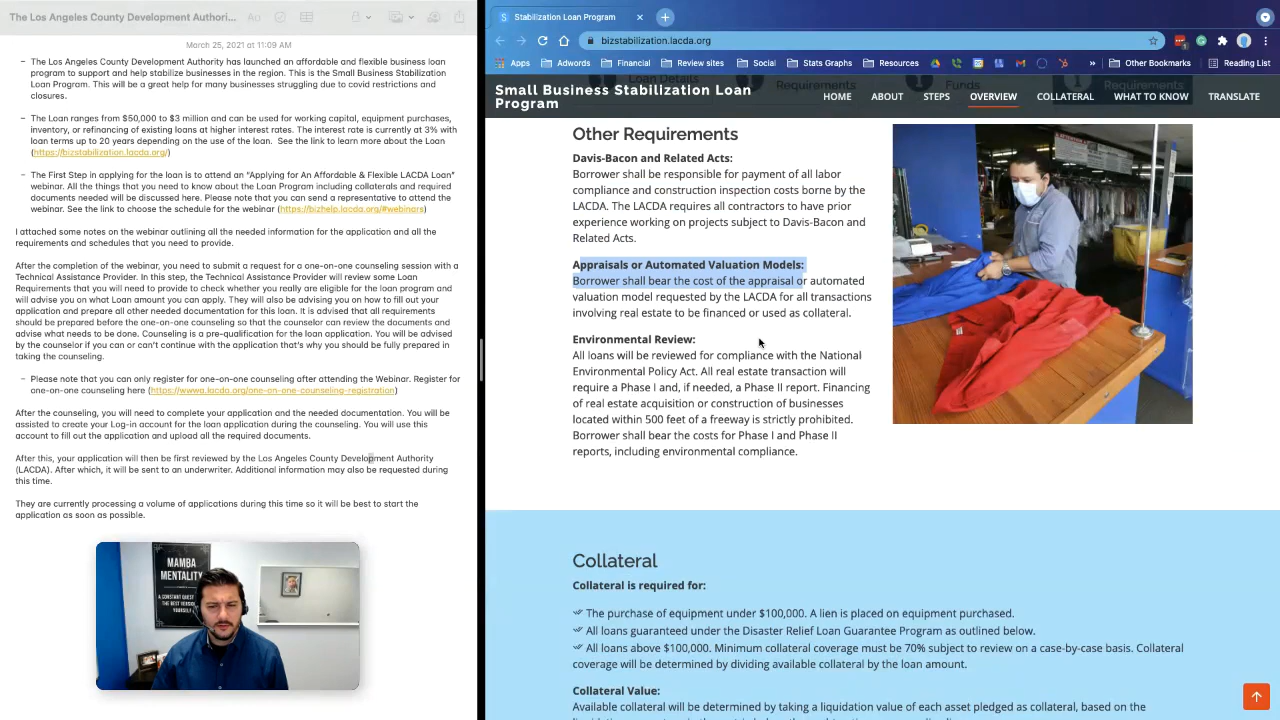 The Los Angeles County Development Authori...
March 25, 2021 at 11:09 AM
– The Los Angeles County Development Authority has launched an affordable and flexible business loan
program to support and help stabilize businesses in the region. This is the Small Business Stabilization
Loan Program. This will be a great help for many businesses struggling due to covid restrictions and
closures.
– The Loan ranges from $50,000 to $3 million and can be used for working capital, equipment purchases,
inventory, or refinancing of existing loans at higher interest rates. The interest rate is currently at 3% with
loan terms up to 20 years depending on the use of the loan. See the link to learn more about the Loan
(https://bizstabilization.lacda.org/)
– The First Step in applying for the loan is to attend an "Applying for An Affordable & Flexible LACDA Loan"
webinar. All the things that you need to know about the Loan Program including collaterals and required
documents needed will be discussed here. Please note that you can send a representative to attend the
webinar. See the link to choose the schedule for the webinar (https://bizhelp.lacda.org/#webinars)
I attached some notes on the webinar outlining all the needed information for the application and all the
requirements and schedules that you need to provide.
After the completion of the webinar, you need to submit a request for a one-on-one counseling session with a
Technical Assistance Provider. In this step, the Technical Assistance Provider will review some Loan
Requirements that you will need to provide to check whether you really are eligible for the loan program and
will advise you on what Loan amount you can apply. They will also be advising you on how to fill out your
application and prepare all other needed documentation for this loan. It is advised that all requirements
should be prepared before the one-on-one counseling so that the counselor can review the documents and
advise what needs to be done. Counseling is a pre-qualification for the loan application. You will be advised
by the counselor if you can or can't continue with the application that's why you should be fully prepared in
taking the counseling.
– Please note that you can only register for one-on-one counseling after attending the Webinar. Register for
one-on-one counseling here (https://wwwa.lacda.org/one-on-one-counseling-registration)
After the counseling, you will need to complete your application and the needed documentation. You will be
assisted to create your Log-in account for the loan application during the counseling. You will use this
account to fill out the application and upload all the required documents.
After this, your application will then be first reviewed by the Los Angeles County Development Authority
(LACDA). After which, it will be sent to an underwriter. Additional information may also be requested during
this time.
They are currently processing a volume of applications during this time so it will be best to start the
application as soon as possible.
MAMBA
MENTALITY
A CONSTANT QUEST
THE BEST VERSION
YOURSELF
Stabilization Loan Program
bizstabilization.lacda.org
Apps Adwords Financial Review sites Social Stats Graphs Resources Competitors Other Bookmarks Reading List
Loan Details Requirements Funds Requirements
Small Business Stabilization Loan
Program
HOME ABOUT STEPS OVERVIEW COLLATERAL WHAT TO KNOW TRANSLATE
Other Requirements
Davis-Bacon and Related Acts:
Borrower shall be responsible for payment of all labor
compliance and construction inspection costs borne by the
LACDA. The LACDA requires all contractors to have prior
experience working on projects subject to Davis-Bacon and
Related Acts.
Appraisals or Automated Valuation Models:
Borrower shall bear the cost of the appraisal or automated
valuation model requested by the LACDA for all transactions
involving real estate to be financed or used as collateral.
Environmental Review:
All loans will be reviewed for compliance with the National
Environmental Policy Act. All real estate transaction will
require a Phase I and, if needed, a Phase II report. Financing
of real estate acquisition or construction of businesses
located within 500 feet of a freeway is strictly prohibited.
Borrower shall bear the costs for Phase I and Phase II
reports, including environmental compliance.
Collateral
Collateral is required for:
The purchase of equipment under $100,000. A lien is placed on equipment purchased.
All loans guaranteed under the Disaster Relief Loan Guarantee Program as outlined below.
All loans above $100,000. Minimum collateral coverage must be 70% subject to review on a case-by-case basis. Collateral
coverage will be determined by dividing available collateral by the loan amount.
Collateral Value:
Available collateral will be determined by taking a liquidation value of each asset pledged as collateral, based on the